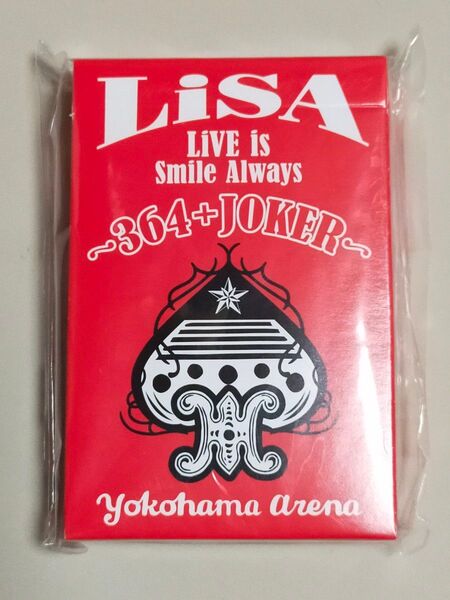 LiSA
LiVE is
Smile Always
~364+JOKER~
Yokohama Arena